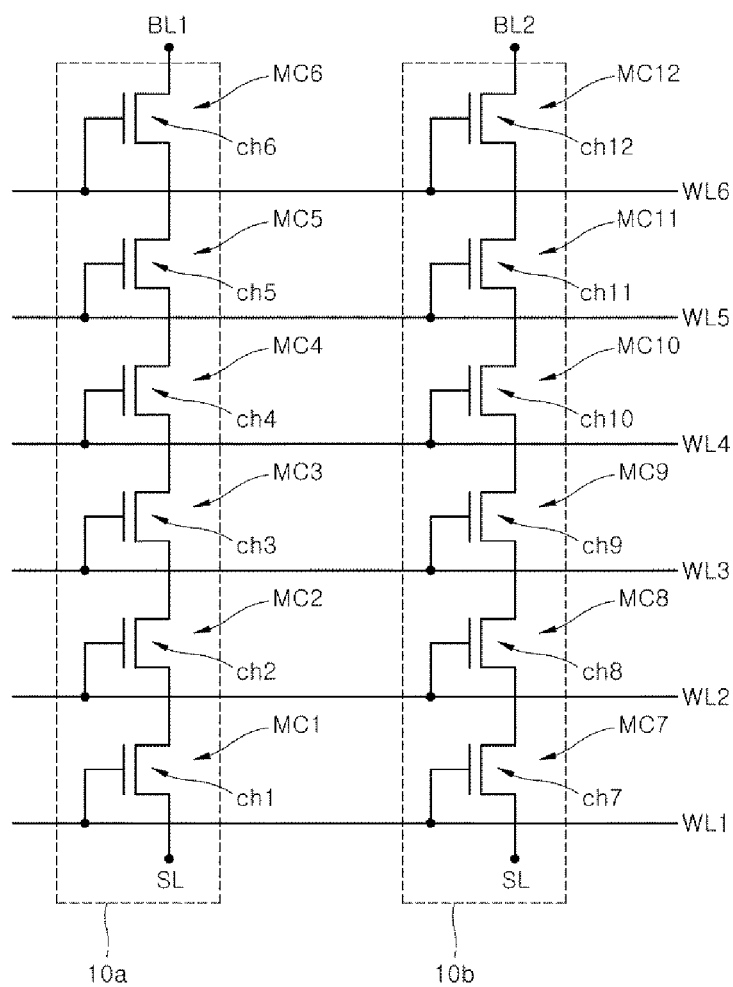 BL1 BL2
MC6 MC12
ch6 ch12
WL6
MC5 MC11
ch5 ch11
WL5
MC4 MC10
ch4 ch10
WL4
MC3 MC9
ch3 ch9
WL3
MC2 MC8
ch2 ch8
WL2
MC1 MC7
ch1 ch7
WL1
SL SL
10a 10b